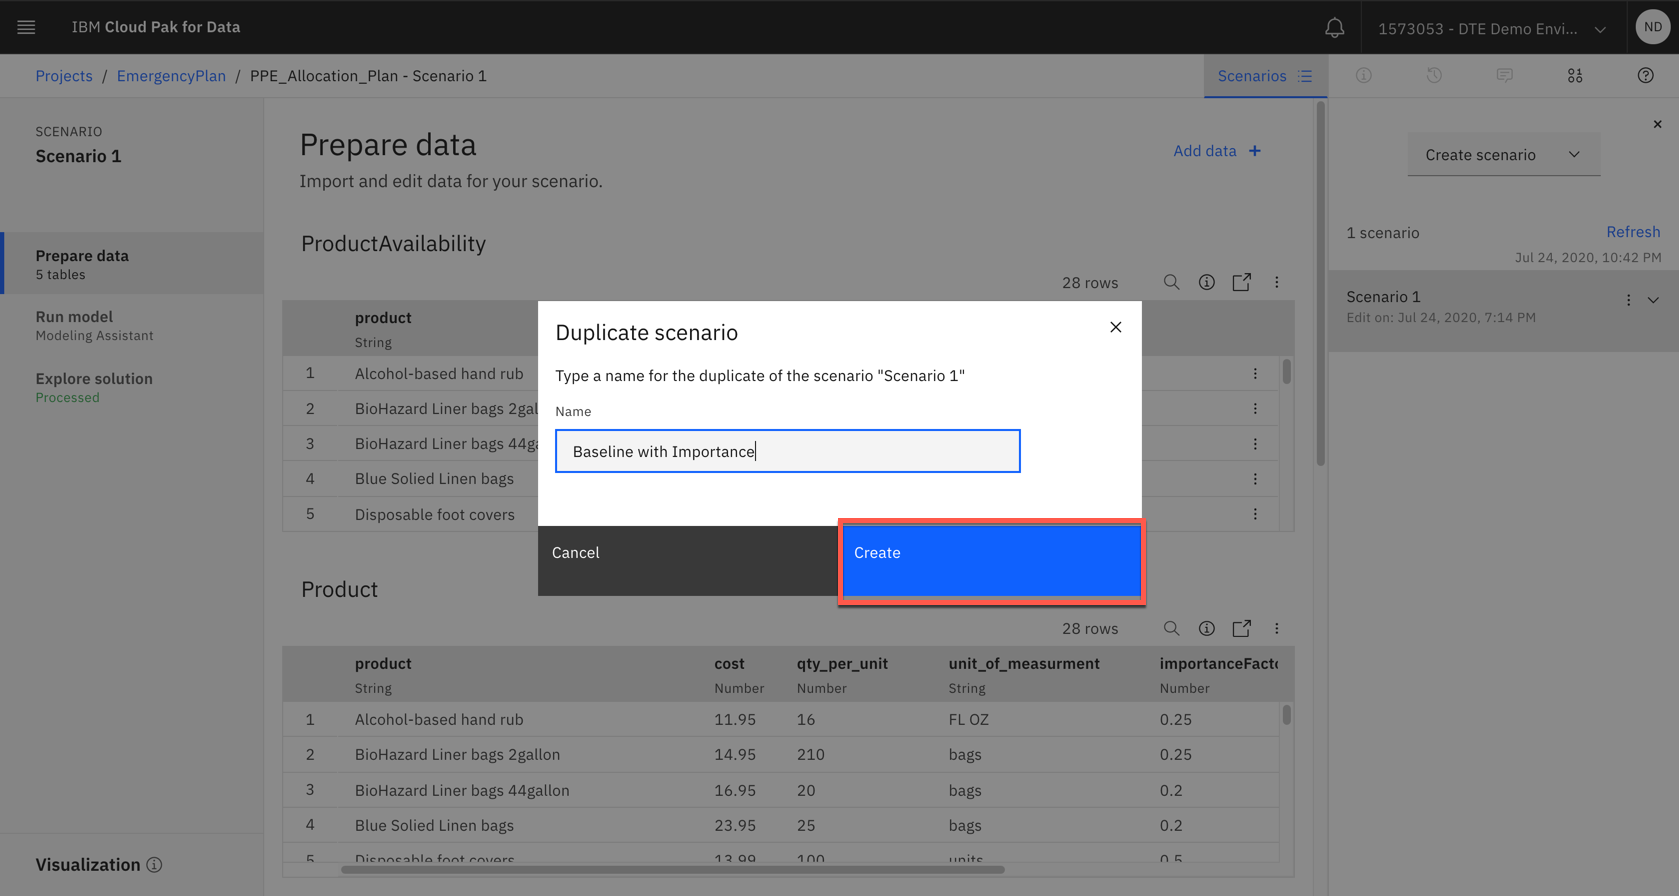 IBM Cloud Pak for Data
1573053 - DTE Demo Envi...
ND
Projects / EmergencyPlan / PPE_Allocation_Plan - Scenario 1
Scenarios
SCENARIO
Scenario 1
Prepare data
5 tables
Run model
Modeling Assistant
Explore solution
Processed
Visualization
Prepare data
Add data +
Import and edit data for your scenario.
ProductAvailability
28 rows
product
String
1 Alcohol-based hand rub
2 BioHazard Liner bags 2gal
3 BioHazard Liner bags 44ga
4 Blue Solied Linen bags
5 Disposable foot covers
Duplicate scenario
Type a name for the duplicate of the scenario "Scenario 1"
Name
Baseline with Importance
Cancel
Create
Product
28 rows
product cost qty_per_unit unit_of_measurment importanceFacto
String Number Number String Number
1 Alcohol-based hand rub 11.95 16 FL OZ 0.25
2 BioHazard Liner bags 2gallon 14.95 210 bags 0.25
3 BioHazard Liner bags 44gallon 16.95 20 bags 0.2
4 Blue Solied Linen bags 23.95 25 bags 0.2
5 Disposable foot covers 13.99 100 units 0.5
Create scenario
1 scenario
Refresh
Jul 24, 2020, 10:42 PM
Scenario 1
Edit on: Jul 24, 2020, 7:14 PM